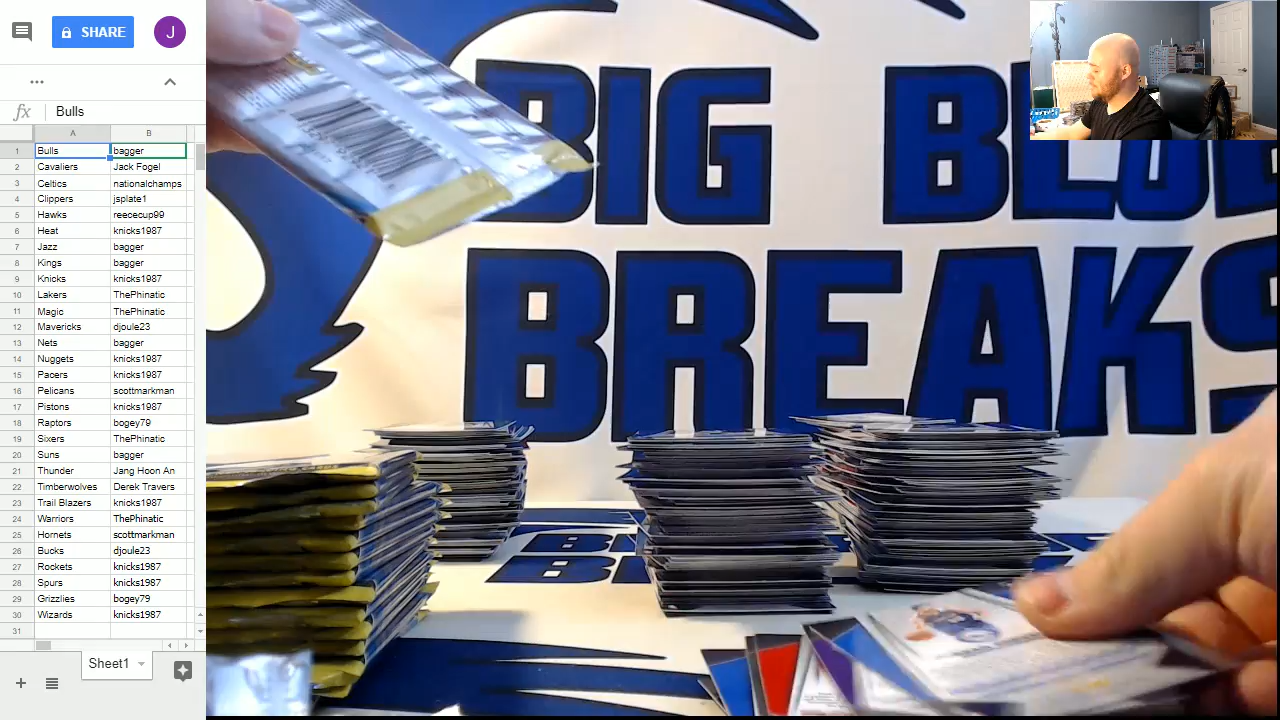 SHARE
J
...
fx Bulls
A B
1 Bulls bagger
2 Cavaliers Jack Fogel
3 Celtics nationalchamps
4 Clippers jsplate1
5 Hawks reececup99
6 Heat knicks1987
7 Jazz bagger
8 Kings bagger
9 Knicks knicks1987
10 Lakers ThePhinatic
11 Magic ThePhinatic
12 Mavericks djoule23
13 Nets bagger
14 Nuggets knicks1987
15 Pacers knicks1987
16 Pelicans scottmarkman
17 Pistons knicks1987
18 Raptors bogey79
19 Sixers ThePhinatic
20 Suns bagger
21 Thunder Jang Hoon An
22 Timberwolves Derek Travers
23 Trail Blazers knicks1987
24 Warriors ThePhinatic
25 Hornets scottmarkman
26 Bucks djoule23
27 Rockets knicks1987
28 Spurs knicks1987
29 Grizzlies bogy79
30 Wizards knicks1987
31
Sheet1
BIG BLUE
BREAKS